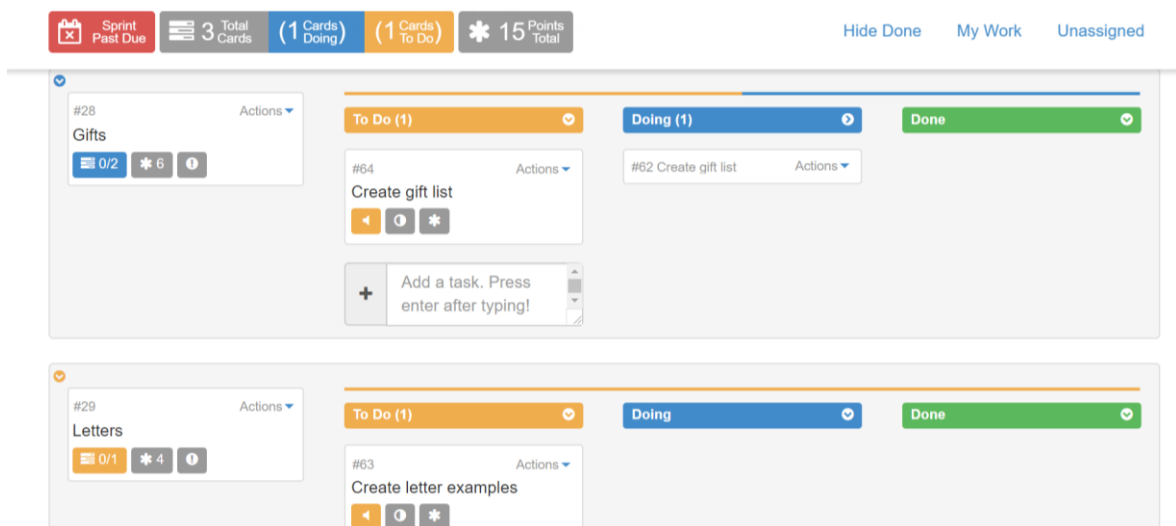 Sprint
Past Due
3 Total
Cards
(1 Cards
Doing)
(1 Cards
To Do)
15 Points
Total
Hide Done
My Work
Unassigned
#28
Actions
Gifts
0/2
6
To Do (1)
Doing (1)
Done
#64
Actions
Create gift list
#62 Create gift list
Actions
Add a task. Press
enter after typing!
#29
Actions
Letters
0/1
4
To Do (1)
Doing
Done
#63
Actions
Create letter examples